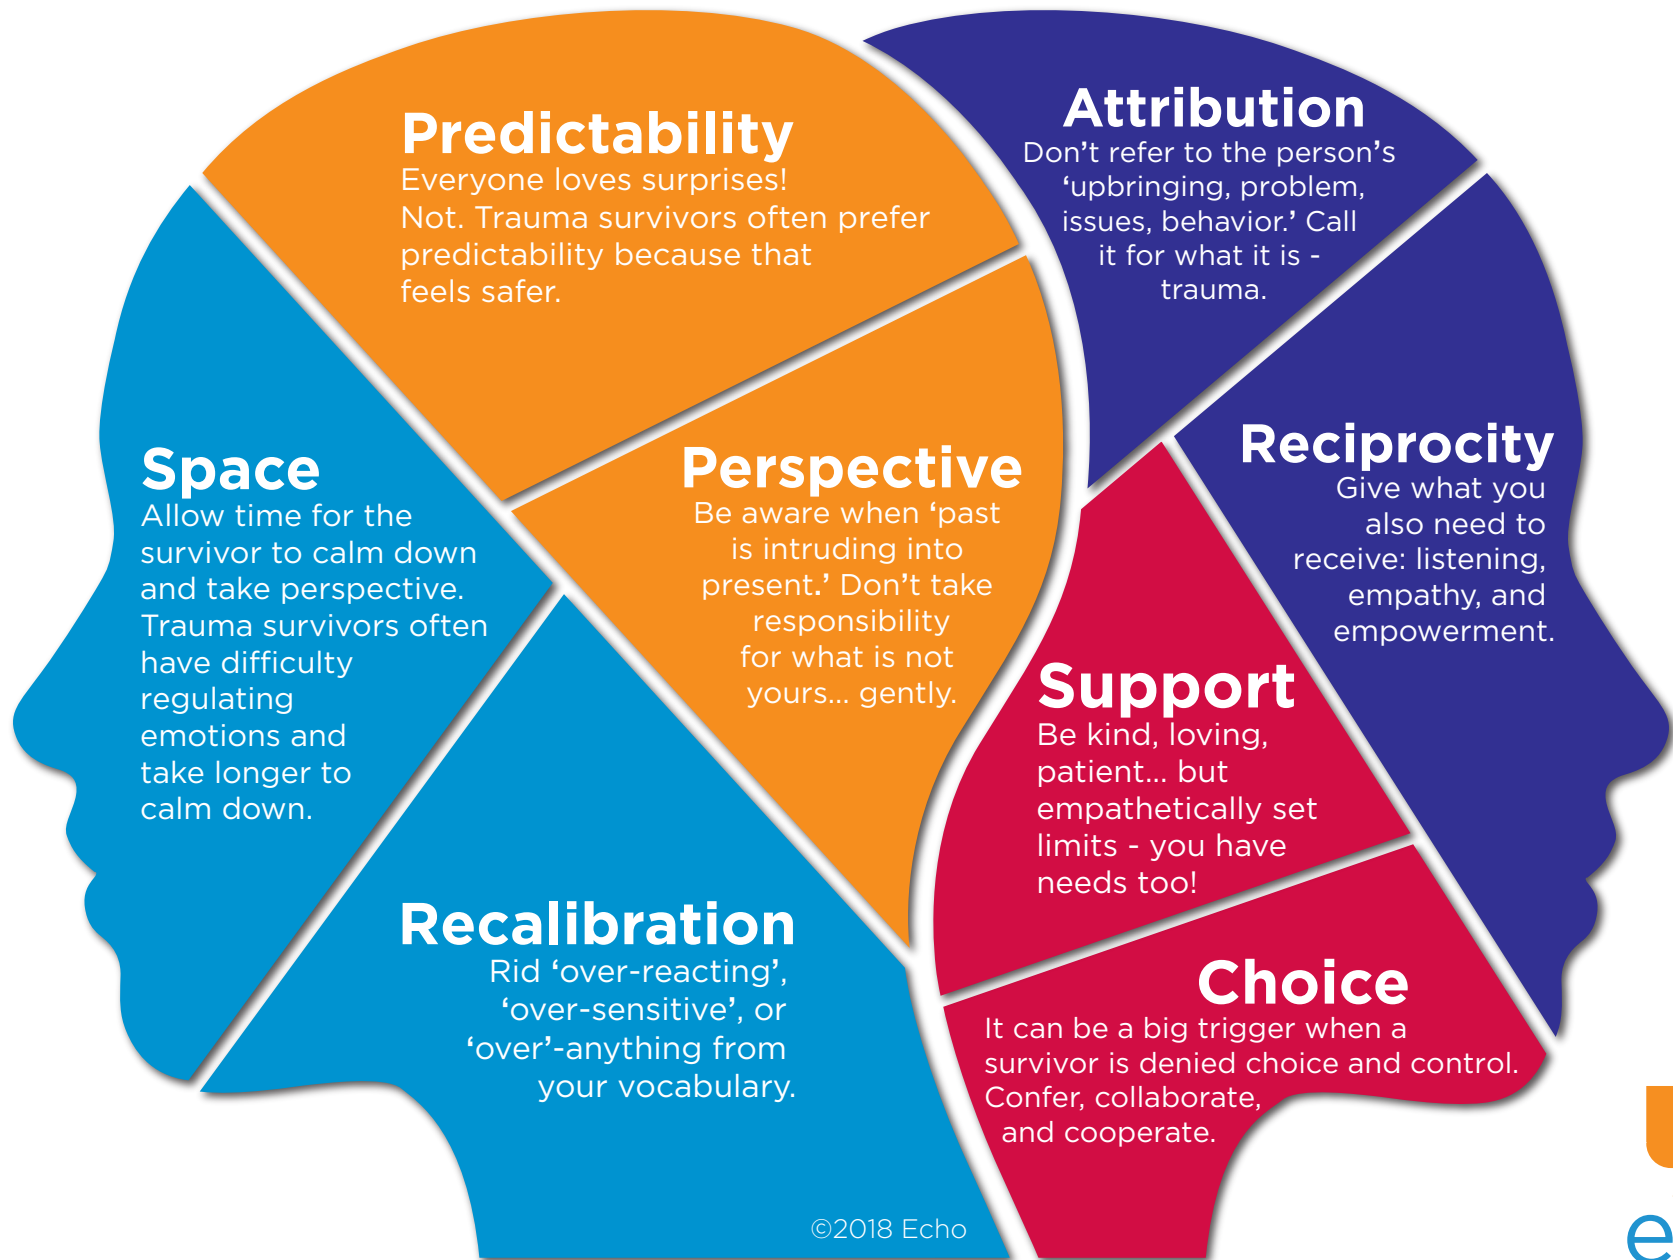 Predictability
Everyone loves surprises!
Not. Trauma survivors often prefer
predictability because that
feels safer.
Attribution
Don't refer to the person's
'upbringing, problem,
issues, behavior.' Call
it for what it is -
trauma.
Space
Allow time for the
survivor to calm down
and take perspective.
Trauma survivors often
have difficulty
regulating
emotions and
take longer to
calm down.
Perspective
Be aware when 'past
is intruding into
present.' Don't take
responsibility
for what is not
yours... gently.
Reciprocity
Give what you
also need to
receive: listening,
empathy, and
empowerment.
Support
Be kind, loving,
patient... but
empathetically set
limits - you have
needs too!
Recalibration
Rid 'over-reacting',
'over-sensitive', or
'over'-anything from
your vocabulary.
Choice
It can be a big trigger when a
survivor is denied choice and control.
Confer, collaborate,
and cooperate.
©2018 Echo
e